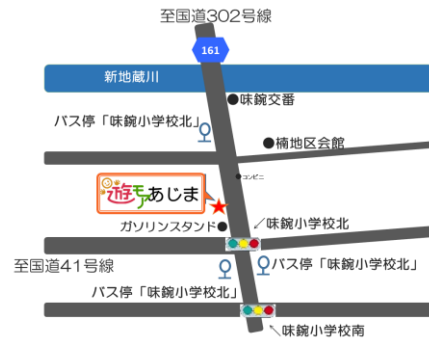 至国道302号線
161
新地蔵川
味鋺交番
バス停「味鋺小学校北」
楠地区会館
コンビニ
遊モアあじま
味鋺小学校北
ガソリンスタンド
至国道41号線
バス停「味鋺小学校北」
バス停「味鋺小学校北」
味鋺小学校南